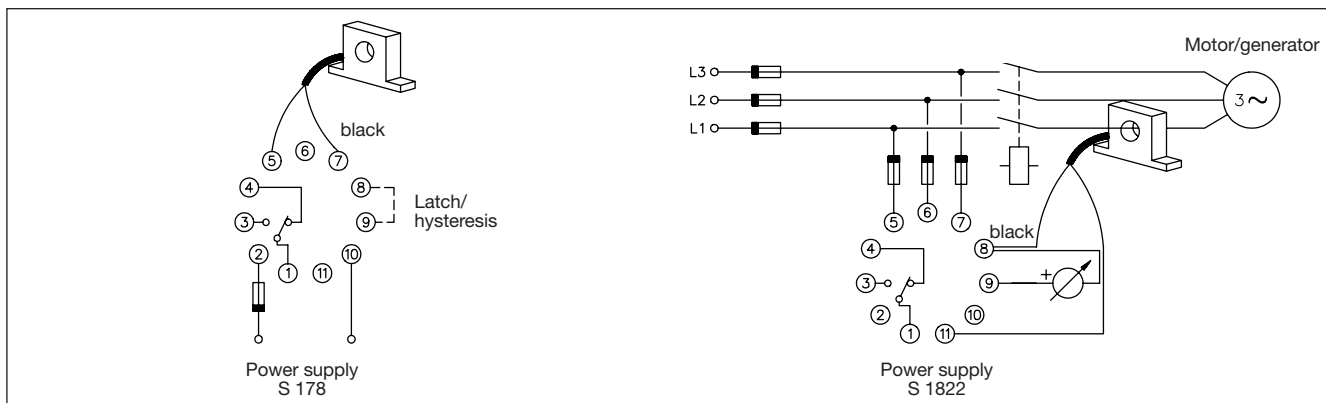 black
5
6
7
4
8
Latch/
hysteresis
3
9
2
1
11
10
Power supply
S 178
Motor/generator
L3
L2
L1
3 ~
5
6
7
black
4
8
3
9
+
2
10
1
11
Power supply
S 1822